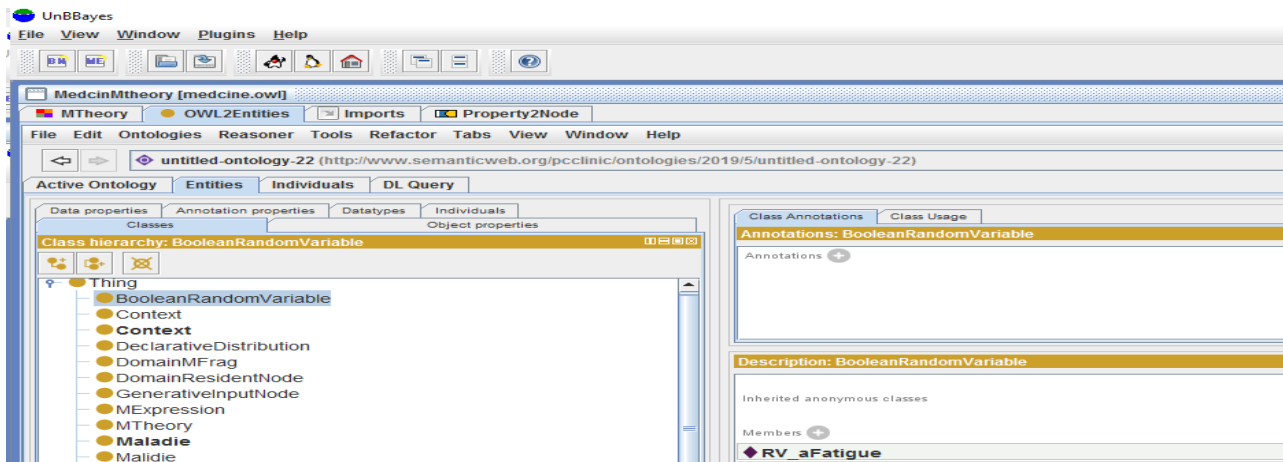 UnBBayes
File View Window Plugins Help
BN ME
MedcinMtheory [medcine.owl]
MTheory OWL2Entities Imports Property2Node
File Edit Ontologies Reasoner Tools Refactor Tabs View Window Help
untitled-ontology-22 (http://www.semanticweb.org/pcclinic/ontologies/2019/5/untitled-ontology-22)
Active Ontology Entities Individuals DL Query
Data properties Annotation properties Datatypes Individuals
Classes Object properties
Class hierarchy: BooleanRandomVariable
Thing
BooleanRandomVariable
Context
Context
DeclarativeDistribution
DomainMFrag
DomainResidentNode
GenerativeInputNode
MExpression
MTheory
Maladie
Malidie
Class Annotations Class Usage
Annotations: BooleanRandomVariable
Annotations
Description: BooleanRandomVariable
Inherited anonymous classes
Members
RV_aFatigue